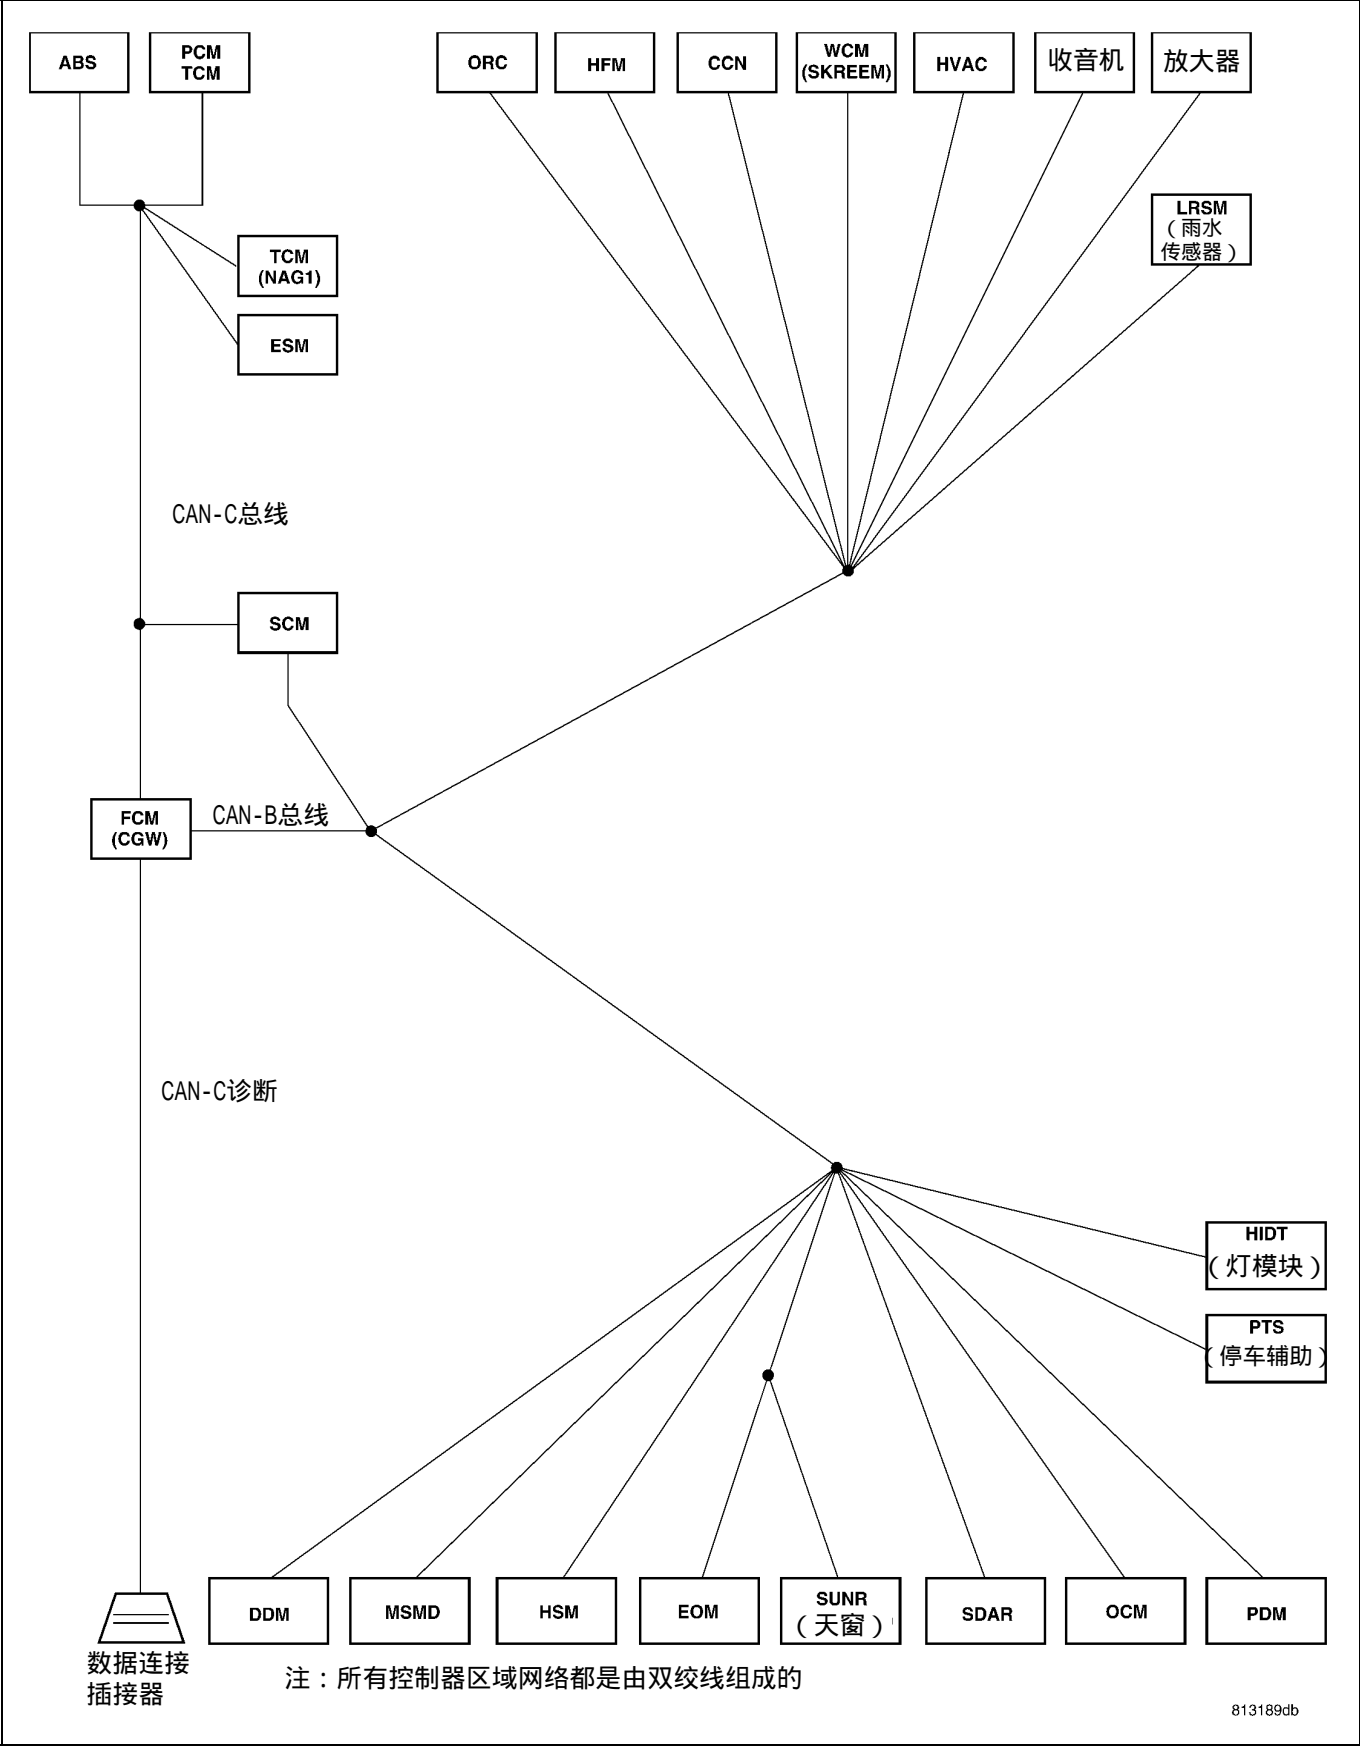 ABS
PCM
TCM
ORC
HFM
CCN
WCM
(SKREEM)
HVAC
收音机
放大器
LRSM
（雨水
传感器）
TCM
(NAG1)
ESM
CAN-C总线
SCM
FCM
(CGW)
CAN-B总线
CAN-C诊断
HIDT
（灯模块）
PTS
（停车辅助）
DDM
MSMD
HSM
EOM
SUNR
（天窗）
SDAR
OCM
PDM
数据连接
插接器
注：所有控制器区域网络都是由双绞线组成的
813189db